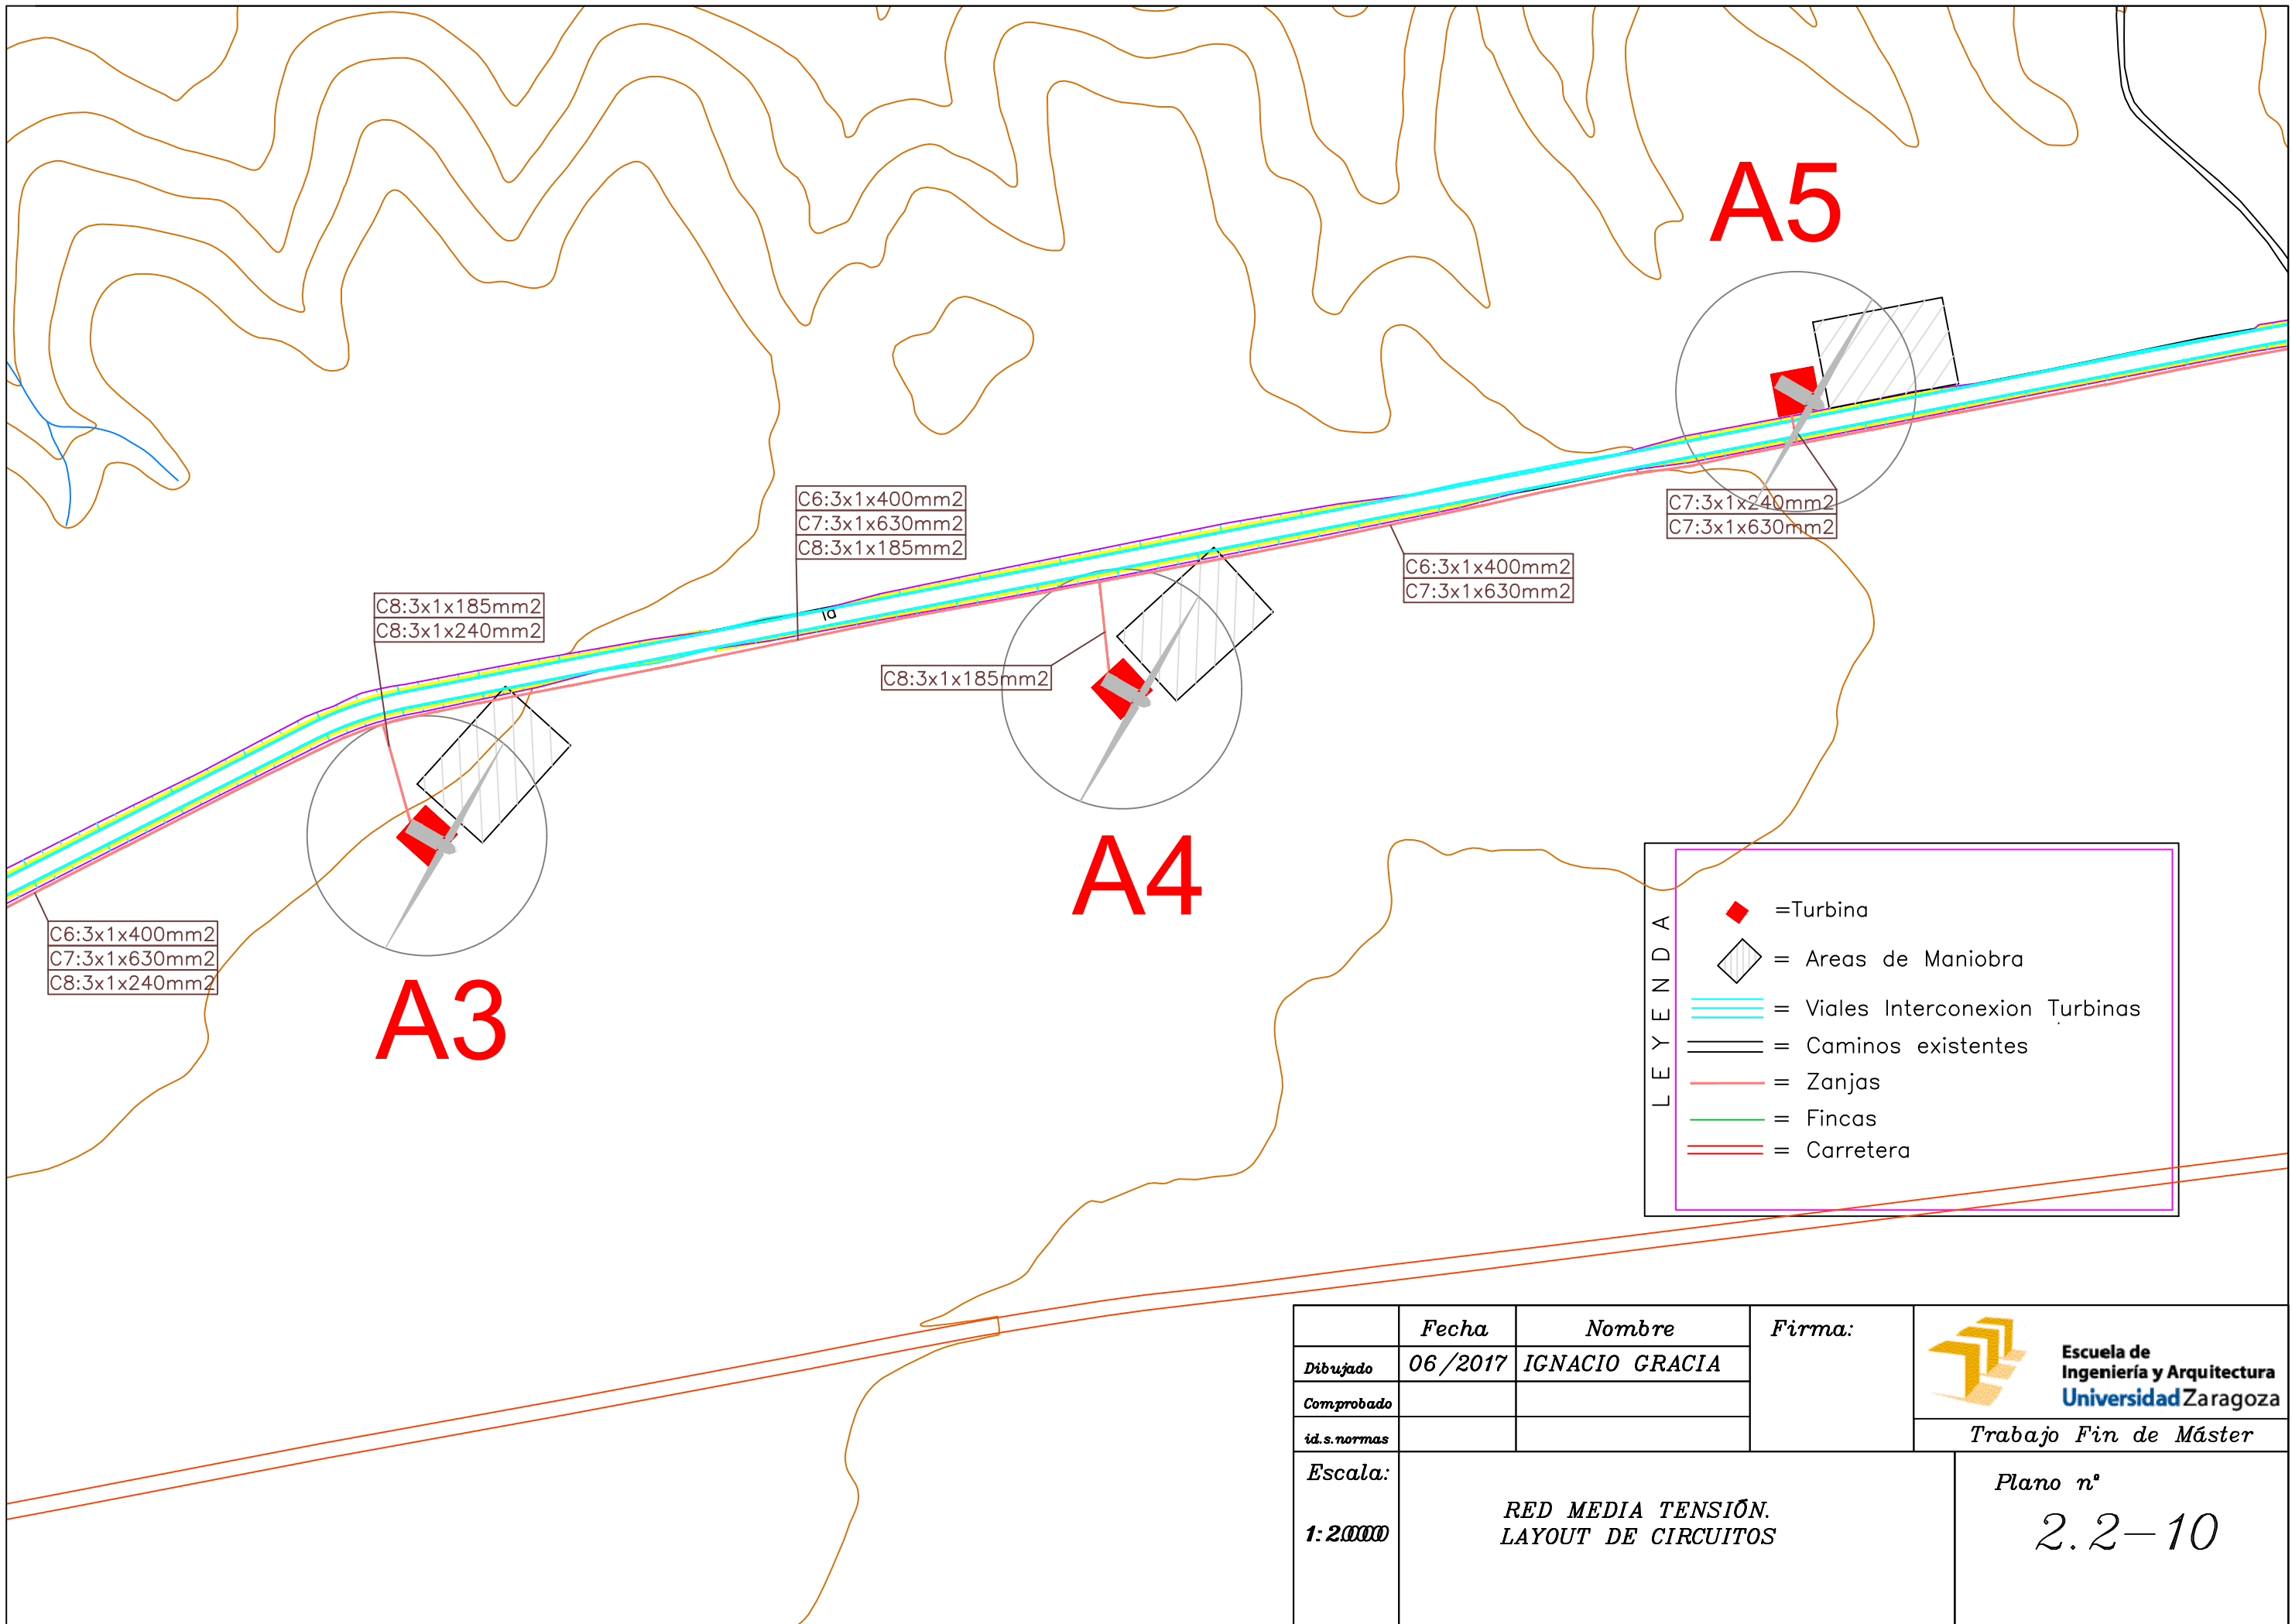 A5
C6:3x1x400mm2
C7:3x1x630mm2
C8:3x1x185mm2
C7:3x1x240mm2
C7:3x1x630mm2
C6:3x1x400mm2
C7:3x1x630mm2
C8:3x1x185mm2
C8:3x1x240mm2
C8:3x1x185mm2
A4
C6:3x1x400mm2
C7:3x1x630mm2
C8:3x1x240mm2
A3
LEYENDA
=Turbina
= Areas de Maniobra
= Viales Interconexion Turbinas
= Caminos existentes
= Zanjas
= Fincas
= Carretera
Fecha Nombre Firma:
Dibujado 06/2017 IGNACIO GRACIA
Comprobado
id.s.normas
Escuela de
Ingeniería y Arquitectura
Universidad Zaragoza
Trabajo Fin de Máster
Escala:
RED MEDIA TENSIÓN.
LAYOUT DE CIRCUITOS
Plano nº
2.2-10